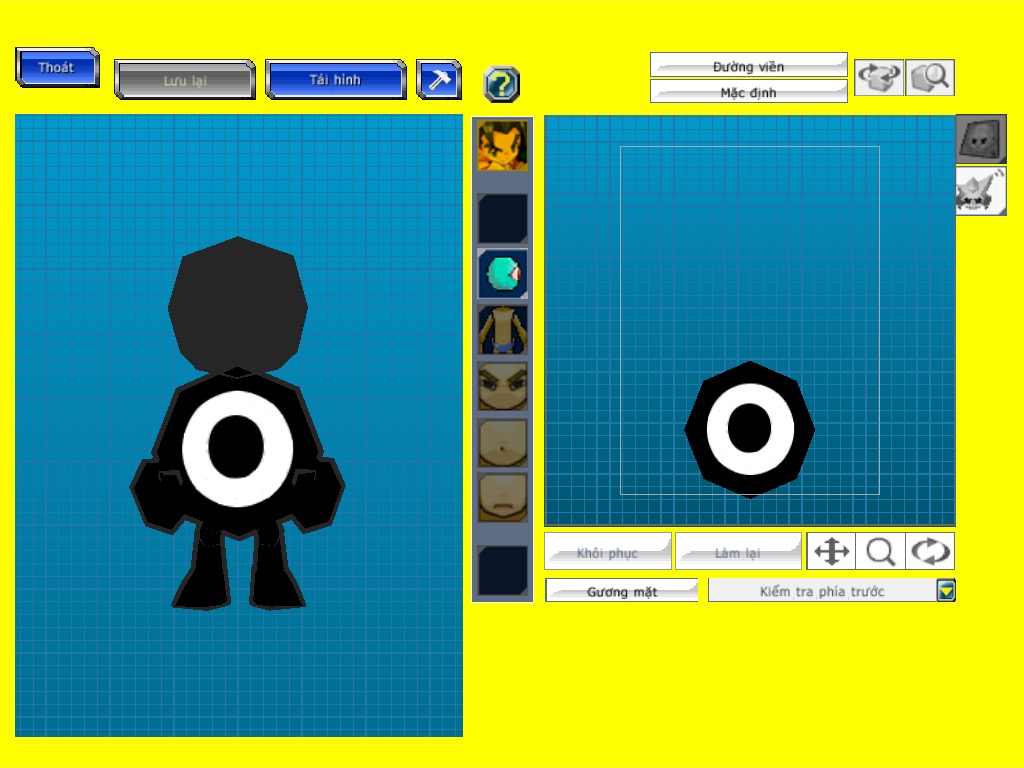 Thoát
Lưu lại
Tải hình
Đường viền
Mặc định
Khôi phục
Làm lại
Gương mặt
Kiểm tra phía trước